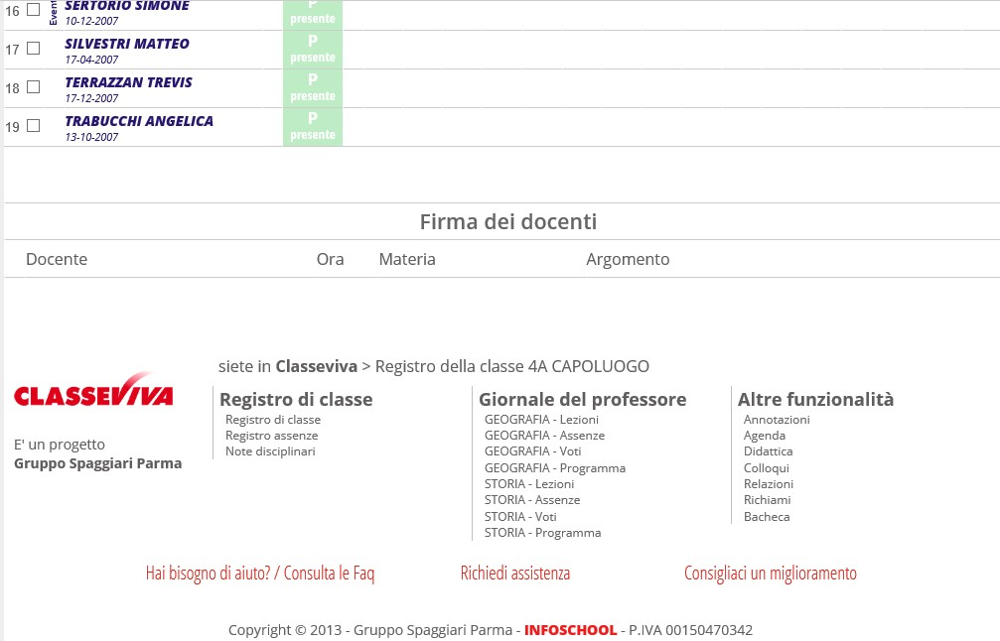 16 Event SERTORIO SIMONE P
10-12-2007 presente
17 SILVESTRI MATTEO P
17-04-2007 presente
18 TERRAZZAN TREVIS P
17-12-2007 presente
19 TRABUCCHI ANGELICA P
13-10-2007 presente
Firma dei docenti
Docente Ora Materia Argomento
siete in Classeviva > Registro della classe 4A CAPOLUOGO
CLASSEVIVA
E' un progetto
Gruppo Spaggiari Parma
Registro di classe
Registro di classe
Registro assenze
Note disciplinari
Giornale del professore
GEOGRAFIA - Lezioni
GEOGRAFIA - Assenze
GEOGRAFIA - Voti
GEOGRAFIA - Programma
STORIA - Lezioni
STORIA - Assenze
STORIA - Voti
STORIA - Programma
Altre funzionalità
Annotazioni
Agenda
Didattica
Colloqui
Relazioni
Richiami
Bacheca
Hai bisogno di aiuto? / Consulta le Faq Richiedi assistenza Consigliaci un miglioramento
Copyright © 2013 - Gruppo Spaggiari Parma - INFOSCHOOL - P.IVA 00150470342